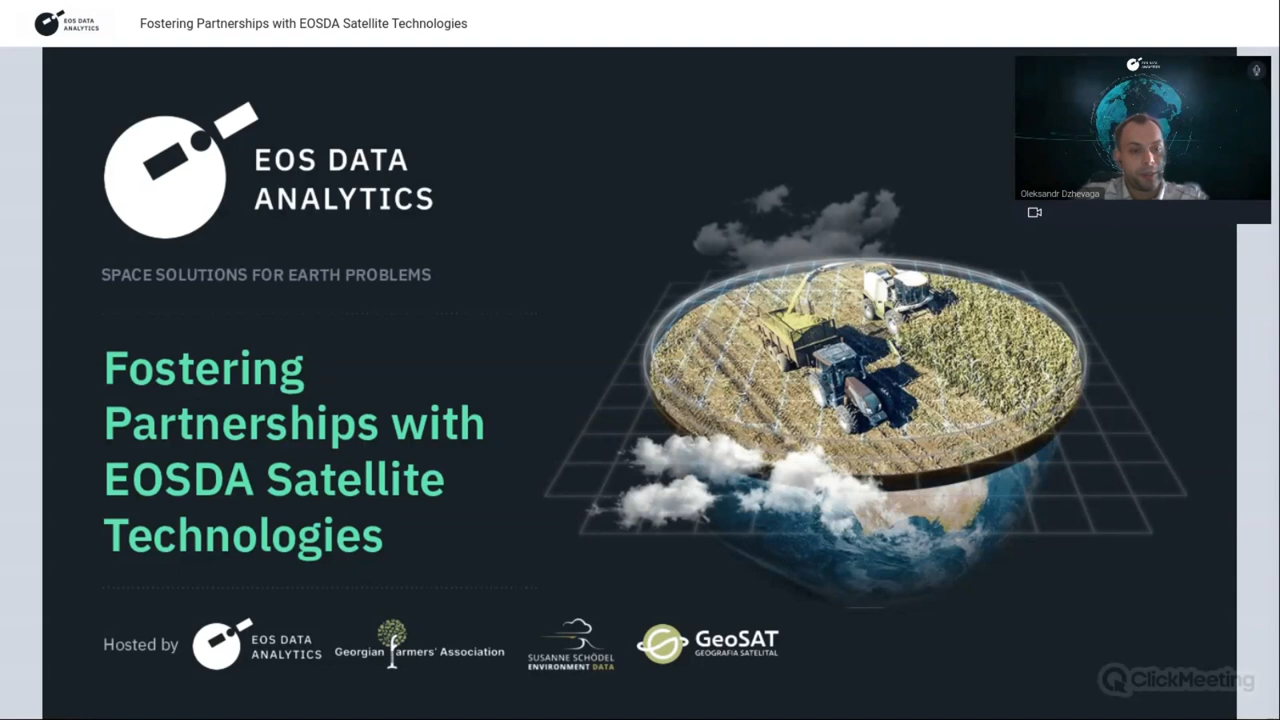 EOS DATA
ANALYTICS
Fostering Partnerships with EOSDA Satellite Technologies
EOS DATA
ANALYTICS
SPACE SOLUTIONS FOR EARTH PROBLEMS
Fostering
Partnerships with
EOSDA Satellite
Technologies
Oleksandr Dzhevaga
Hosted by
EOS DATA
ANALYTICS
Georgian Farmers' Association
SUSANNE SCHÖDEL
ENVIRONMENT DATA
GeoSAT
GEOGRAFIA SATELITAL
ClickMeeting